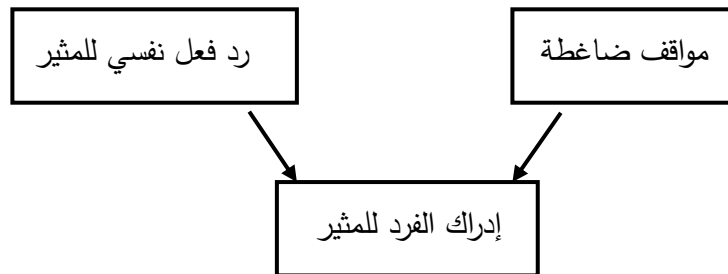 مواقف ضاغطة
رد فعل نفسي للمثير
إدراك الفرد للمثير